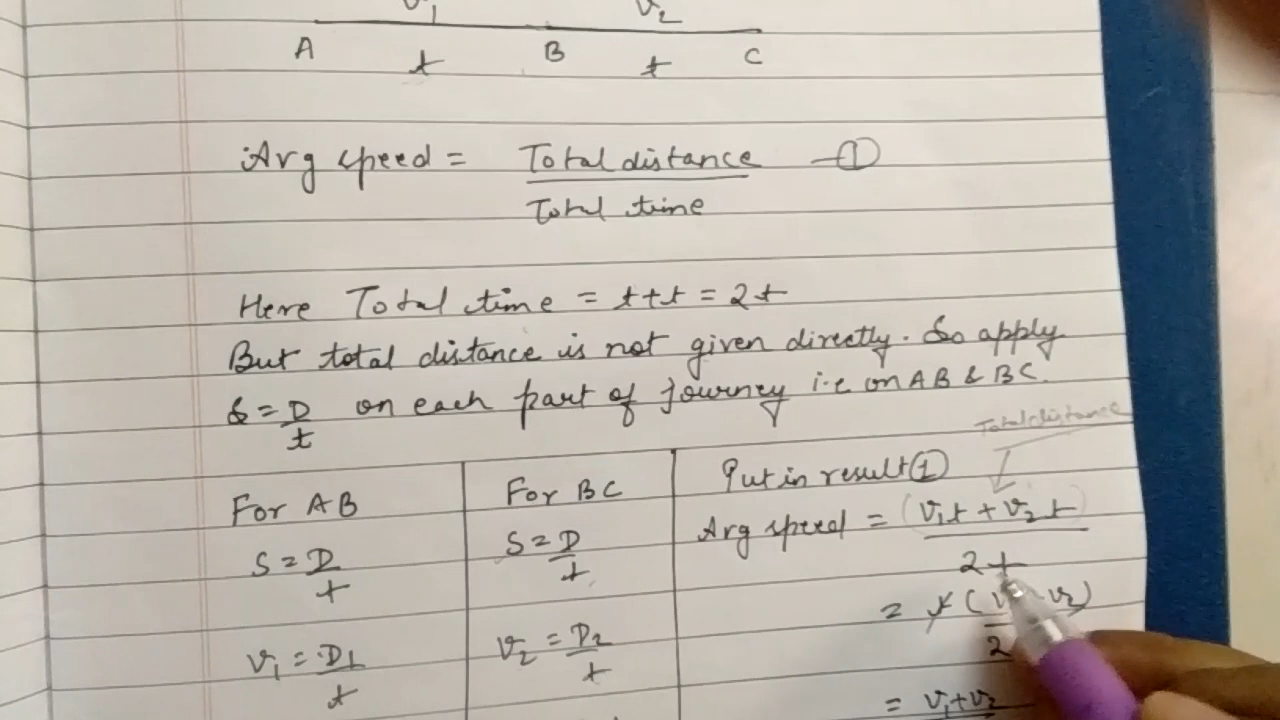 v₁ v₂
A t B t C
Avg speed = Total distance / Total time —①
Here Total time = t+t = 2t
But total distance is not given directly. So apply
S = D/t on each part of journey i.e on AB & BC.
Total distance
For AB
S = D/t
v₁ = D₁/t
For BC
S = D/t
v₂ = D₂/t
Put in result ①
Avg speed = (v₁t + v₂t) / 2t
= v₁+v₂